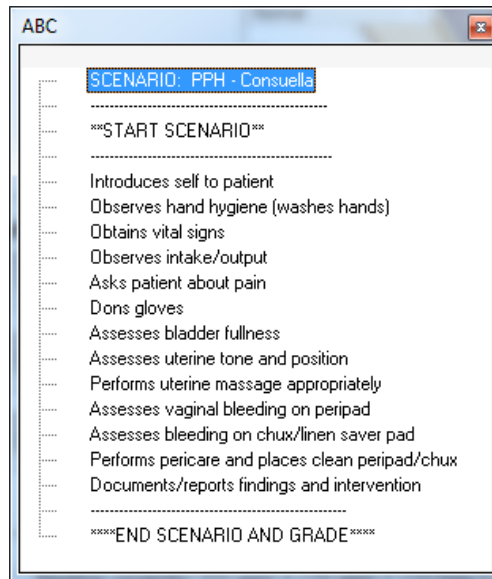 ABC
x
SCENARIO:  PPH - Consuella
------------------------------------------------
**START SCENARIO**
-------------------------------------------------
Introduces self to patient
Observes hand hygiene (washes hands)
Obtains vital signs
Observes intake/output
Asks patient about pain
Dons gloves
Assesses bladder fullness
Assesses uterine tone and position
Performs uterine massage appropriately
Assesses vaginal bleeding on peripad
Assesses bleeding on chux/linen saver pad
Performs pericare and places clean peripad/chux
Documents/reports findings and intervention
----------------------------------------------------
****END SCENARIO AND GRADE****